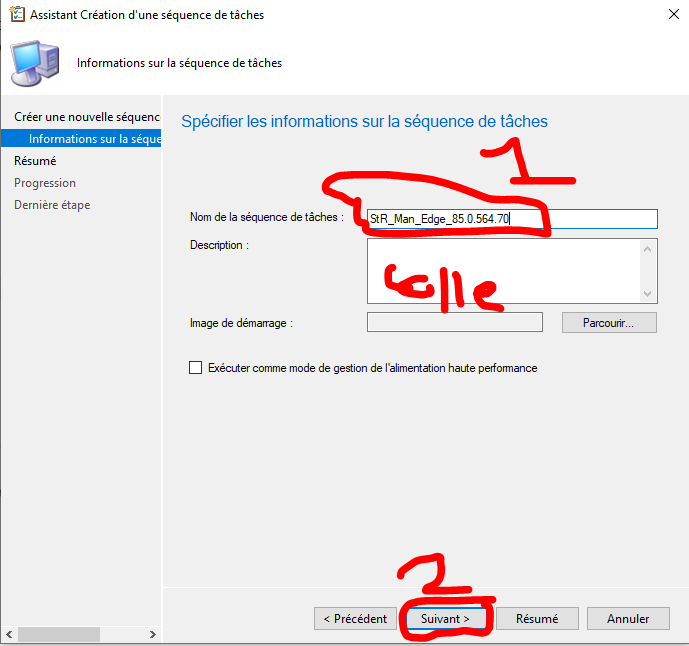 Assistant Création d'une séquence de tâches
Informations sur la séquence de tâches
Créer une nouvelle séquenc
Informations sur la séque
Résumé
Progression
Dernière étape
Spécifier les informations sur la séquence de tâches
1
Nom de la séquence de tâches :
StR_Man_Edge_85.0.564.70
Description :
Image de démarrage :
Parcourir...
Exécuter comme mode de gestion de l'alimentation haute performance
2
< Précédent
Suivant >
Résumé
Annuler